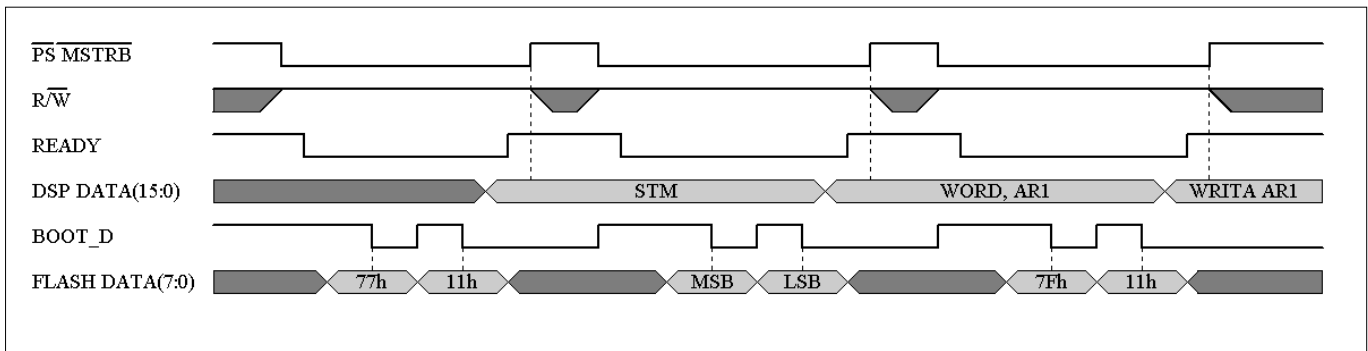 PS MSTRB
R/W
READY
DSP DATA(15:0) STM WORD, AR1 WRITA AR1
BOOT_D
FLASH DATA(7:0) 77h 11h MSB LSB 7Fh 11h